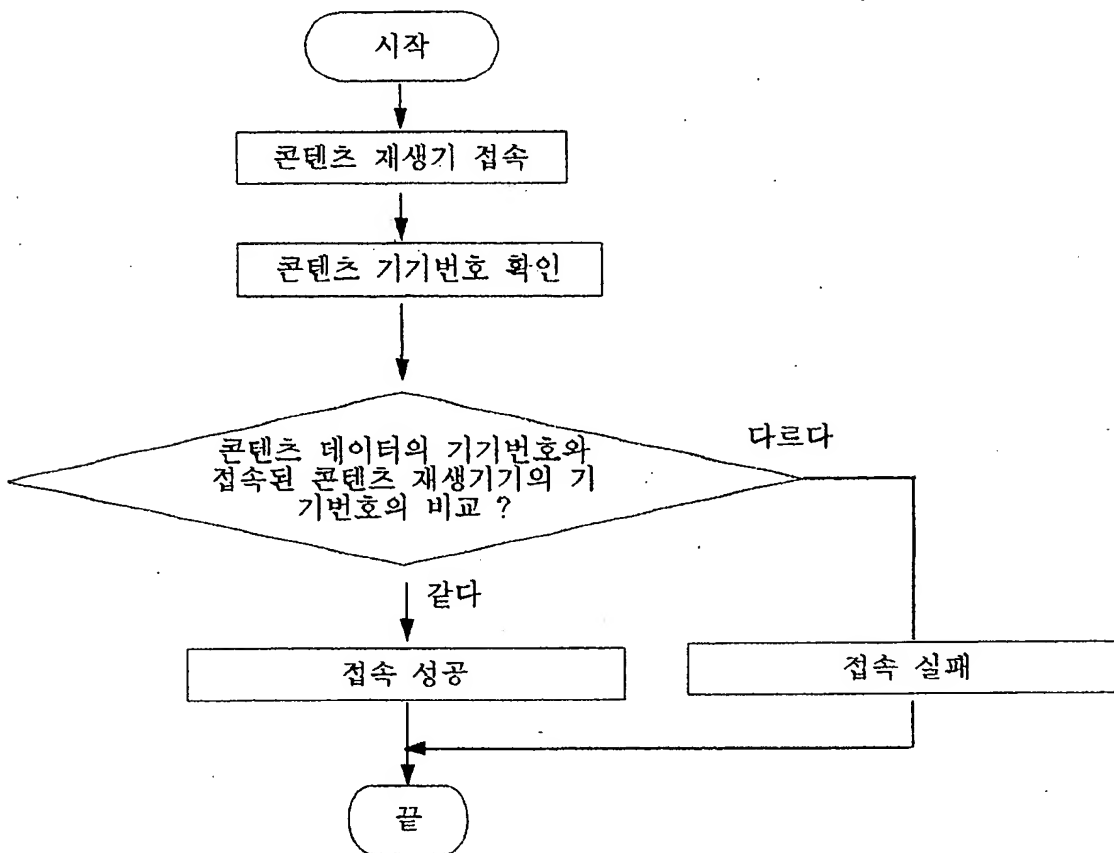 시작
콘텐츠 재생기 접속
콘텐츠 기기번호 확인
콘텐츠 데이터의 기기번호와
접속된 콘텐츠 재생기기의 기
기번호의 비교 ?
다르다
같다
접속 성공
접속 실패
끝